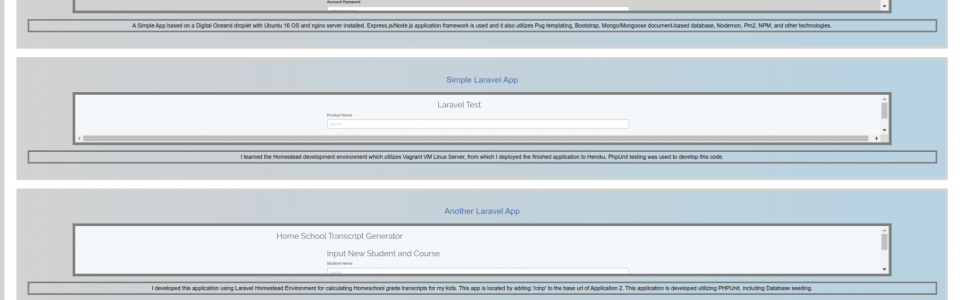 Account Password
A Simple App based on a Digital Oceand droplet with Ubuntu 16 OS and nginx server installed. Express.js/Node.js application framework is used and it also utilizes Pug templating, Bootstrap, Mongo/Mongoose document-based database, Nodemon, Pm2, NPM, and other technologies.
Simple Laravel App
Laravel Test
Product Name
Name
I learned the Homestead development environment which utilizes Vagrant VM Linux Server, from which I deployed the finished application to Heroku. PhpUnit testing was used to develop this code.
Another Laravel App
Home School Transcript Generator
Input New Student and Course
Student Name
Name
I developed this application using Laravel Homestead Environment for calculating Homeschool grade transcripts for my kids. This app is located by adding '/cinp' to the base url of Application 2. This application is developed utilizing PHPUnit, including Database seeding.